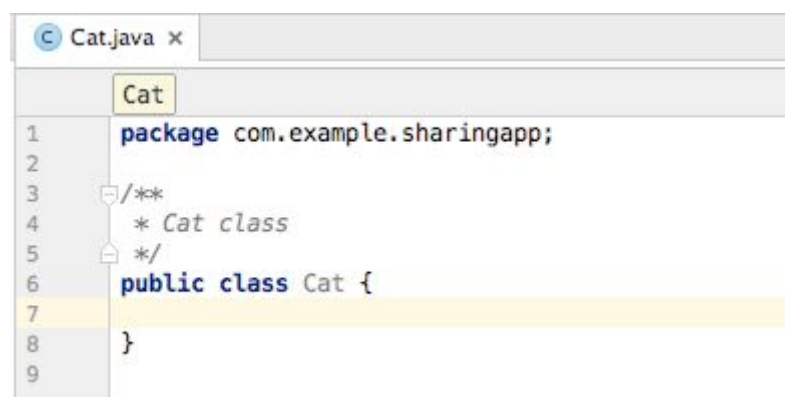 C Cat.java ×
Cat
1 package com.example.sharingapp;
2
3 /**
4  * Cat class
5  */
6 public class Cat {
7
8 }
9